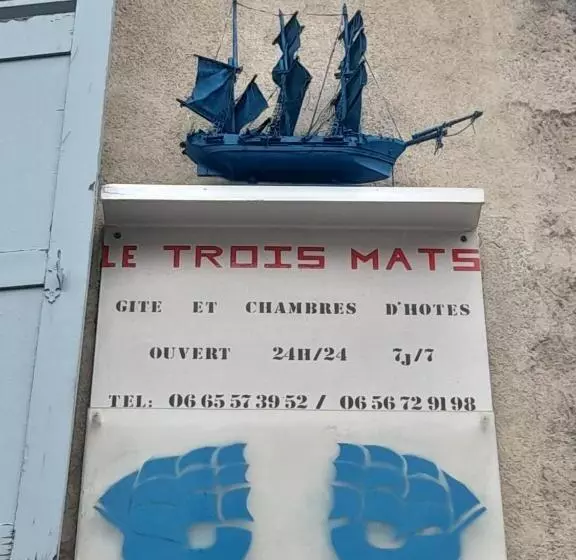 LE TROIS MATS
GITE ET CHAMBRES D'HOTES
OUVERT 24H/24 7J/7
TEL: 06 65 57 39 52 / 06 56 72 91 98